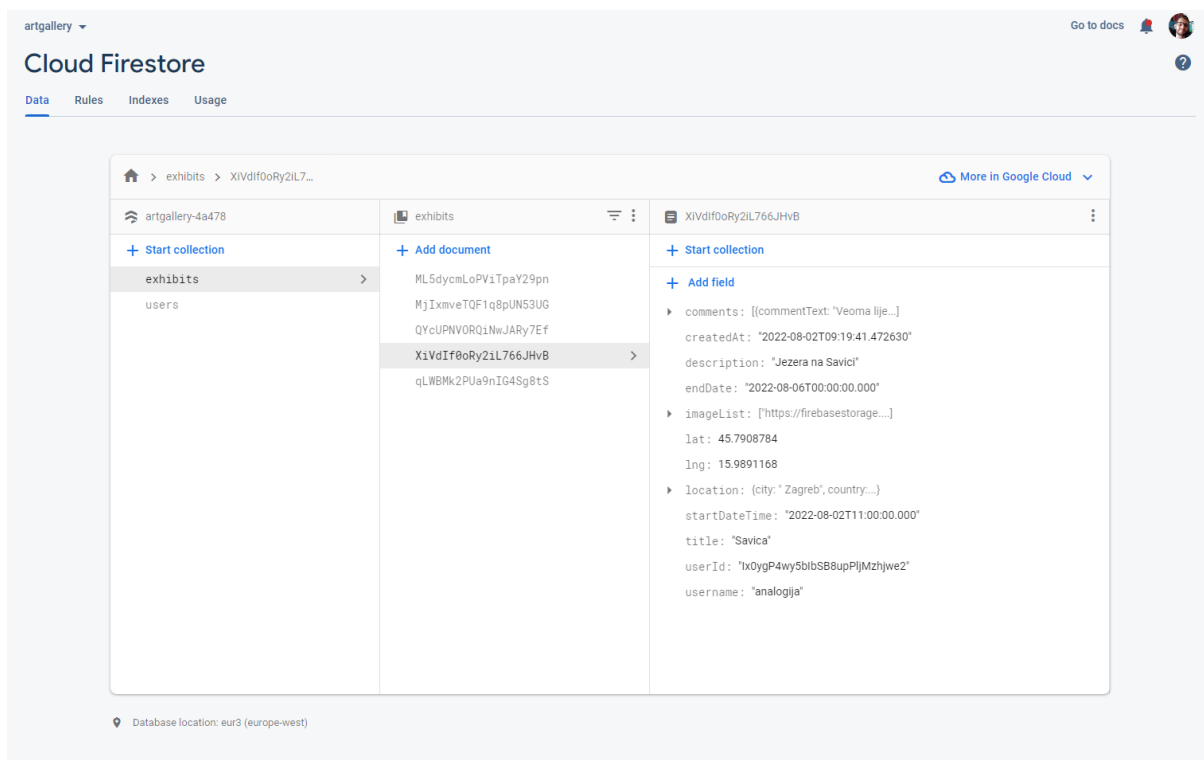 artgallery
Go to docs
Cloud Firestore
Data Rules Indexes Usage
exhibits XiVdIf0oRy2iL7...
More in Google Cloud
artgallery-4a478
Start collection
exhibits
users
exhibits
Add document
ML5dycmLoPViTpaY29pn
MjIxmveTQF1q8pUN53UG
QYcUPNVORQiNwJARy7Ef
XiVdIf0oRy2iL766JHvB
qLWBMk2PUa9nIG4Sg8tS
XiVdIf0oRy2iL766JHvB
Start collection
Add field
comments: [{commentText: "Veoma lije...]
createdAt: "2022-08-02T09:19:41.472630"
description: "Jezera na Savici"
endDate: "2022-08-06T00:00:00.000"
imageList: ["https://firebasestorage....]
lat: 45.7908784
lng: 15.9891168
location: {city: " Zagreb", country:...}
startDateTime: "2022-08-02T11:00:00.000"
title: "Savica"
userId: "Ix0ygP4wy5bIbSB8upPljMzhjwe2"
username: "analogija"
Database location: eur3 (europe-west)